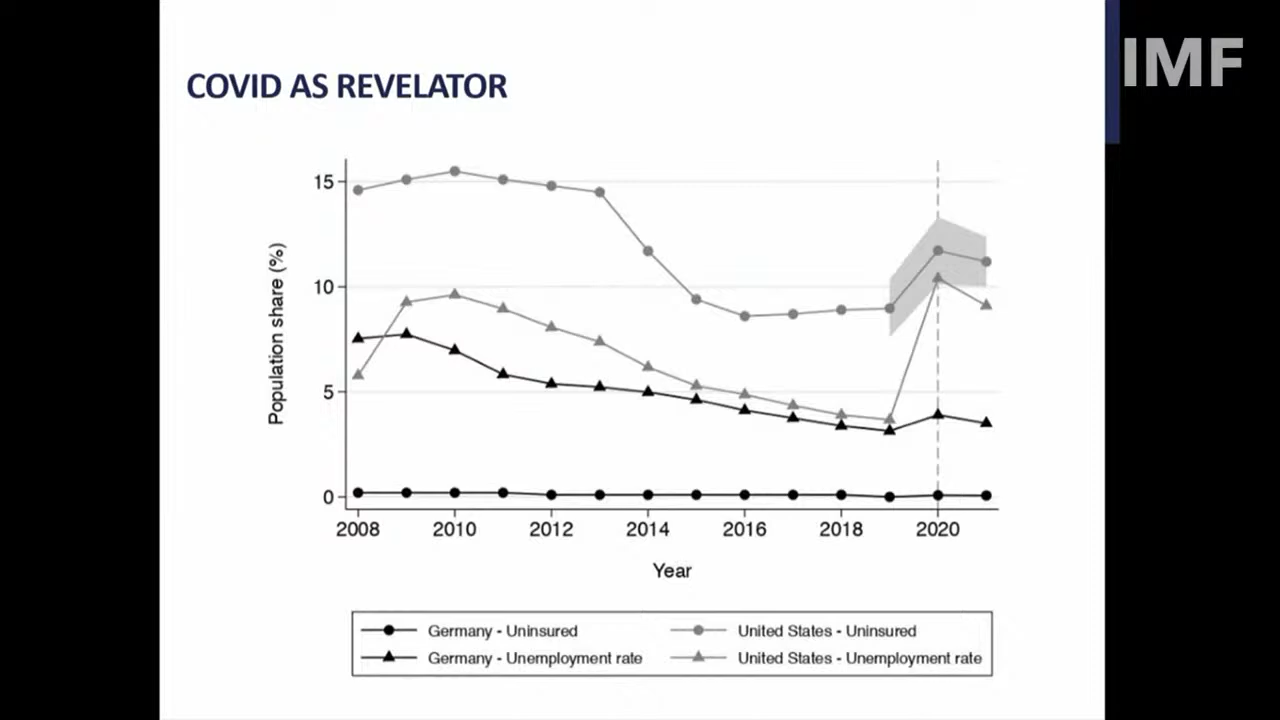 IMF
COVID AS REVELATOR
Population share (%)
15
10
5
0
2008 2010 2012 2014 2016 2018 2020
Year
Germany - Uninsured United States - Uninsured
Germany - Unemployment rate United States - Unemployment rate